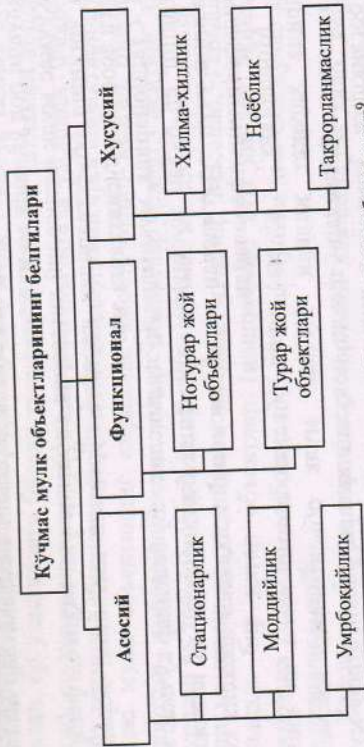 Кўчмас мулк объектларининг белгилари
Асосий
Стационарлик
Моддийлик
Умрбоқийлик
Функционал
Нотурар жой
объектлари
Турар жой
объектлари
Хусусий
Хилма-хиллик
Ноёблик
Такрорланмаслик